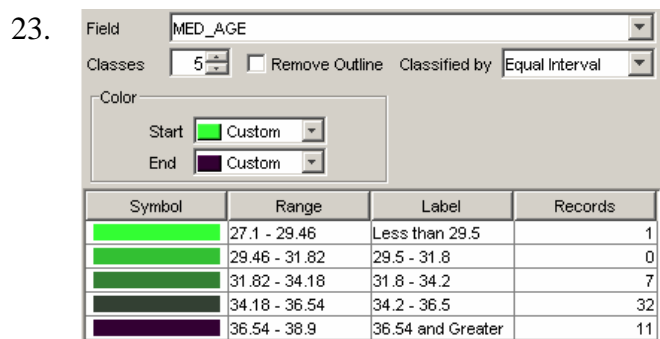 23.
Field MED_AGE
Classes 5 Remove Outline Classified by Equal Interval
Color
Start Custom
End Custom
Symbol Range Label Records
27.1 - 29.46 Less than 29.5 1
29.46 - 31.82 29.5 - 31.8 0
31.82 - 34.18 31.8 - 34.2 7
34.18 - 36.54 34.2 - 36.5 32
36.54 - 38.9 36.54 and Greater 11